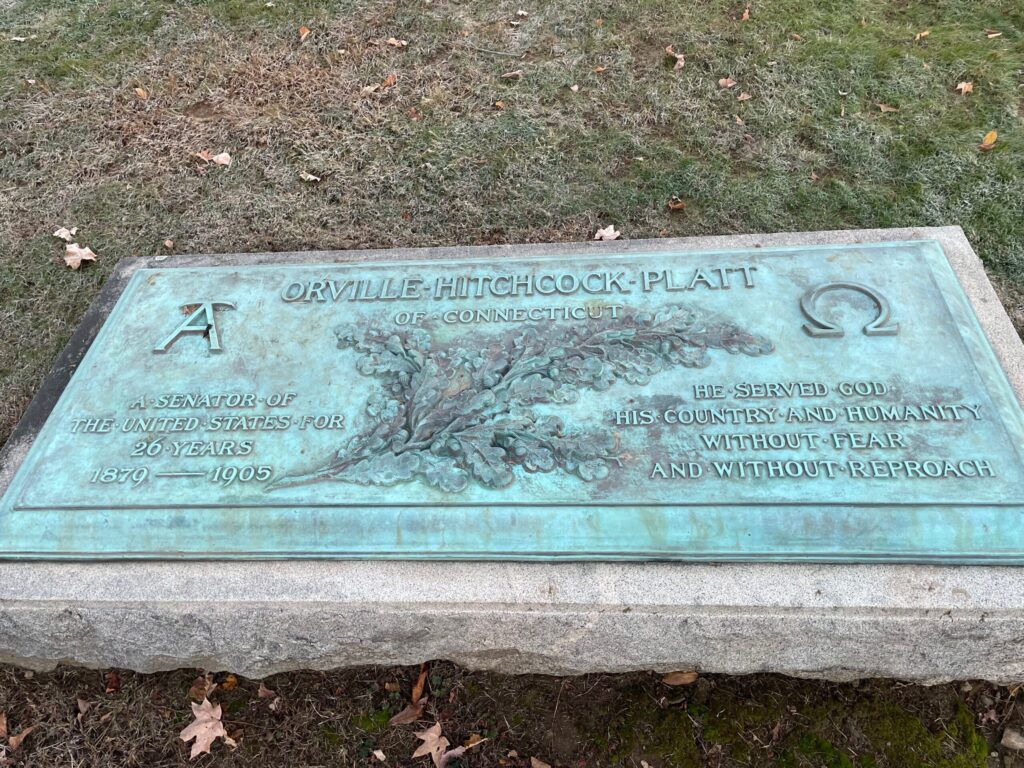 ORVILLE·HITCHCOCK·PLATT
OF·CONNECTICUT
Α
Ω
A·SENATOR·OF
THE·UNITED·STATES·FOR
26·YEARS
1879 — 1905
HE·SERVED·GOD
HIS·COUNTRY·AND·HUMANITY
WITHOUT·FEAR
AND·WITHOUT·REPROACH